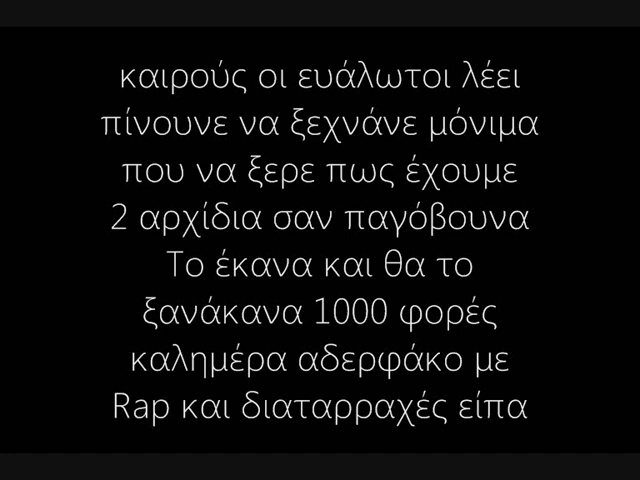 καιρούς οι ευάλωτοι λέει
πίνουνε να ξεχνάνε μόνιμα
που να ξερε πως έχουμε
2 αρχίδια σαν παγόβουνα
Το έκανα και θα το
ξανάκανα 1000 φορές
καλημέρα αδερφάκο με
Rap και διαταρραχές είπα